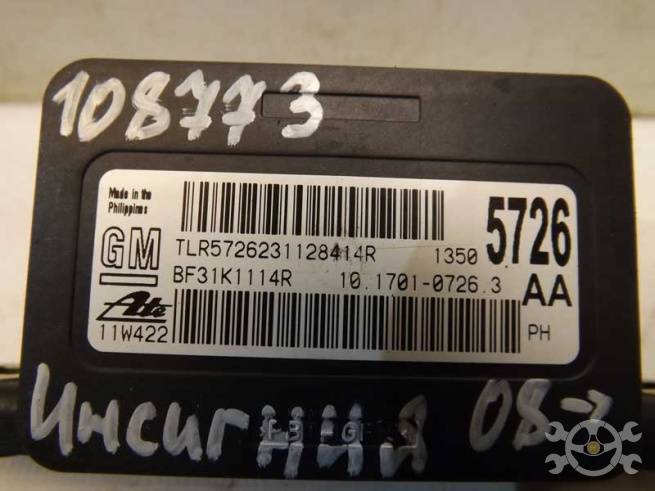 108773
Made in the
Philippines
GM
TLR5726231128414R 1350 5726
BF31K1114R 10.1701-0726.3 AA
Ate
11W422 PH
Инсигния 08->